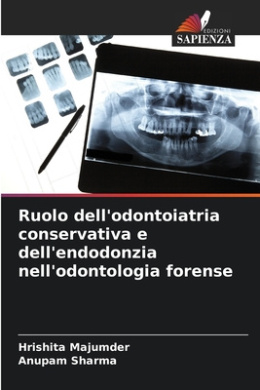 EDIZIONI
SAPIENZA
Ruolo dell'odontoiatria
conservativa e
dell'endodonzia
nell'odontologia forense
Hrishita Majumder
Anupam Sharma